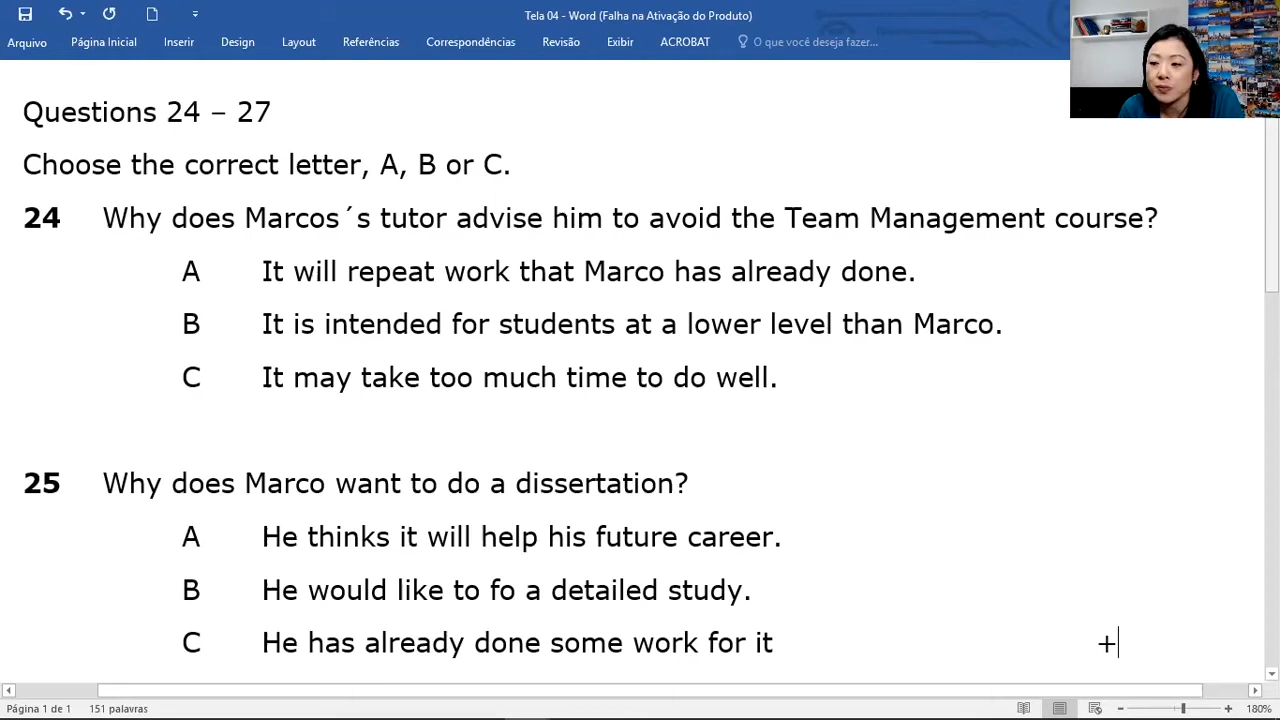 Tela 04 - Word (Falha na Ativação do Produto)
Arquivo Página Inicial Inserir Design Layout Referências Correspondências Revisão Exibir ACROBAT O que você deseja fazer...
Questions 24 – 27
Choose the correct letter, A, B or C.
24 Why does Marcos´s tutor advise him to avoid the Team Management course?
A It will repeat work that Marco has already done.
B It is intended for students at a lower level than Marco.
C It may take too much time to do well.
25 Why does Marco want to do a dissertation?
A He thinks it will help his future career.
B He would like to fo a detailed study.
C He has already done some work for it +
Página 1 de 1 151 palavras 180%